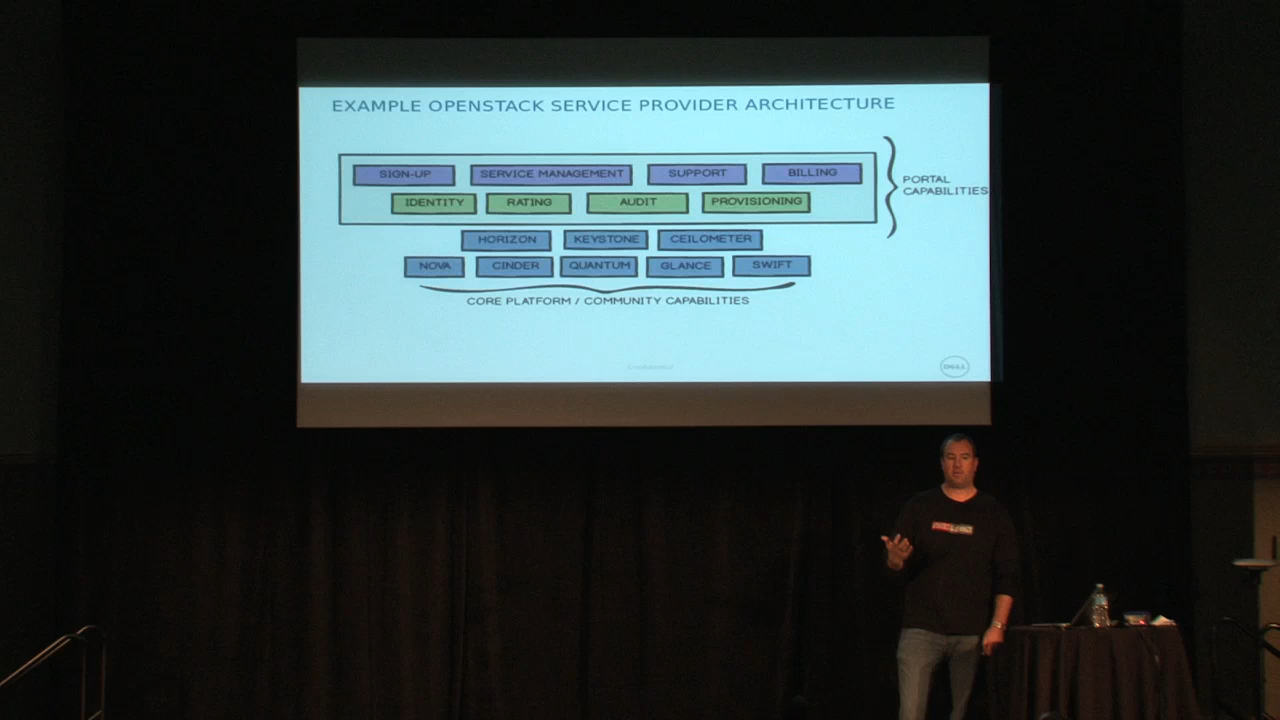 EXAMPLE OPENSTACK SERVICE PROVIDER ARCHITECTURE
SIGN-UP SERVICE MANAGEMENT SUPPORT BILLING
IDENTITY RATING AUDIT PROVISIONING
PORTAL
CAPABILITIES
HORIZON KEYSTONE CEILOMETER
NOVA CINDER QUANTUM GLANCE SWIFT
CORE PLATFORM / COMMUNITY CAPABILITIES
DELL